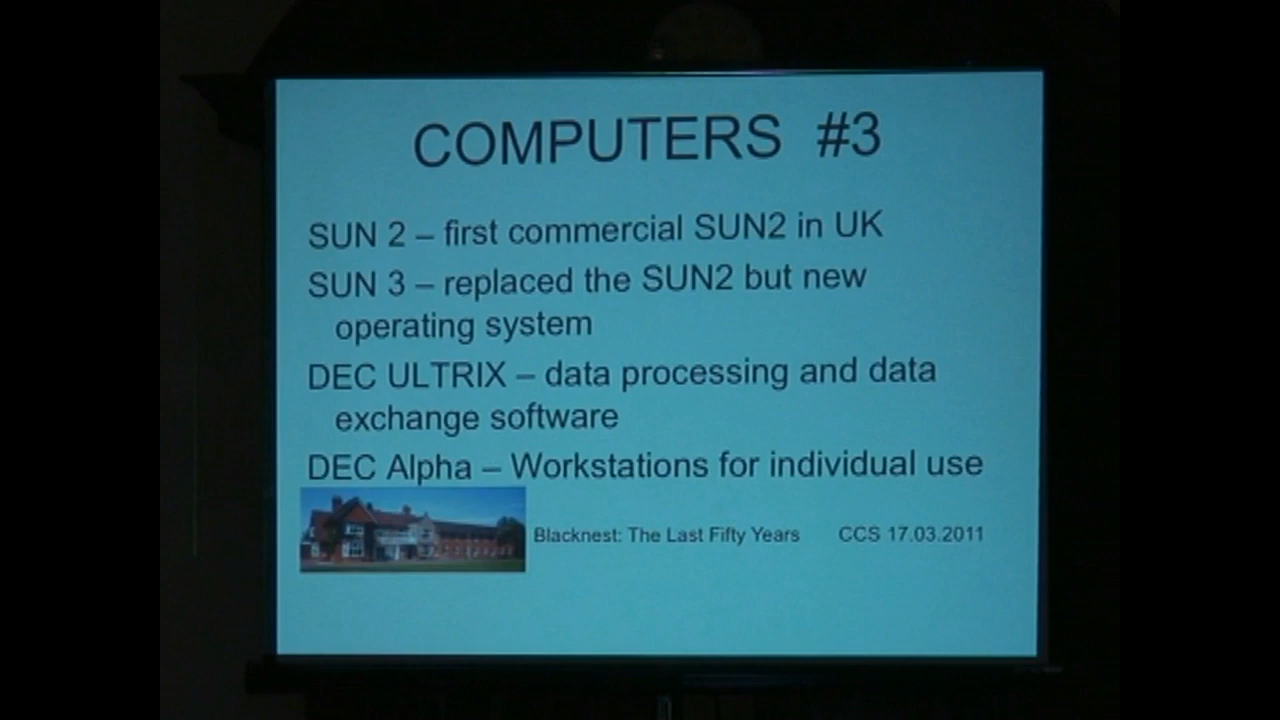 COMPUTERS #3
SUN 2 – first commercial SUN2 in UK
SUN 3 – replaced the SUN2 but new
operating system
DEC ULTRIX – data processing and data
exchange software
DEC Alpha – Workstations for individual use
Blacknest: The Last Fifty Years CCS 17.03.2011